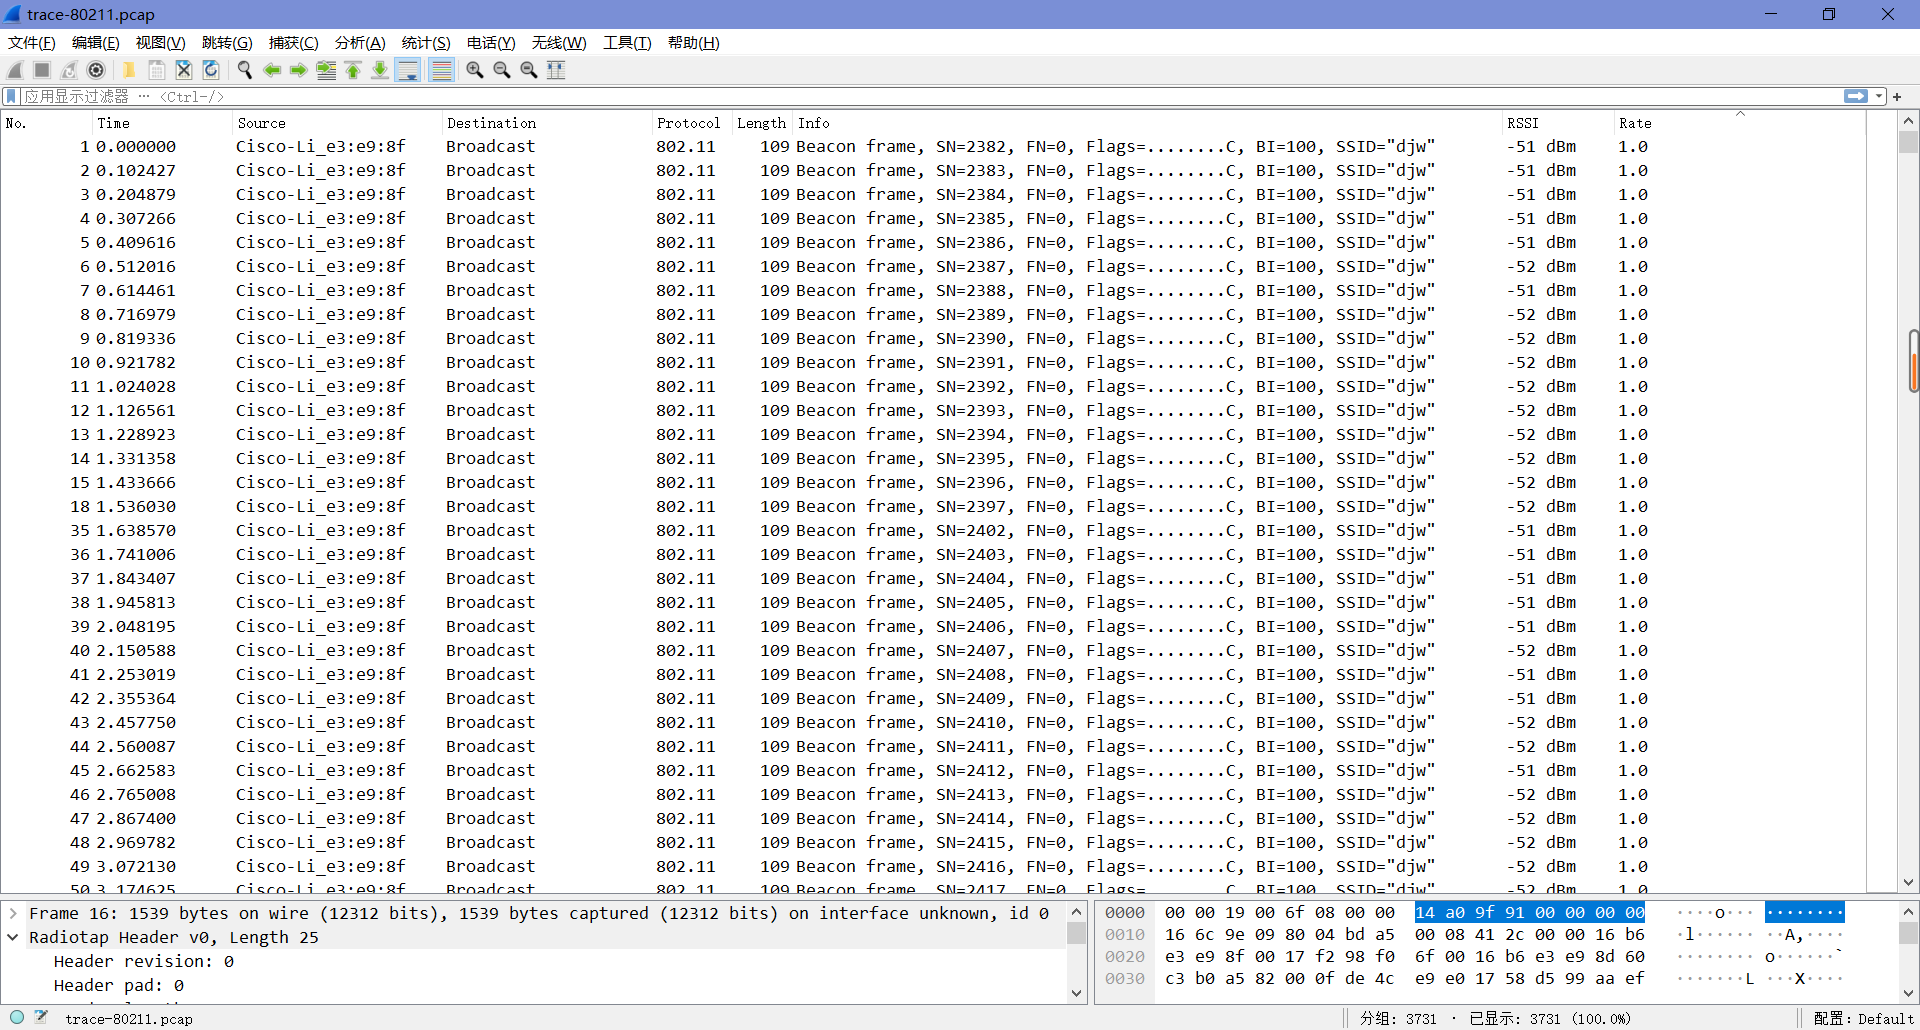 trace-80211.pcap
文件(F) 编辑(E) 视图(V) 跳转(G) 捕获(C) 分析(A) 统计(S) 电话(Y) 无线(W) 工具(T) 帮助(H)
应用显示过滤器 … <Ctrl-/>
No. Time Source Destination Protocol Length Info RSSI Rate
1 0.000000 Cisco-Li_e3:e9:8f Broadcast 802.11 109 Beacon frame, SN=2382, FN=0, Flags=........C, BI=100, SSID="djw" -51 dBm 1.0
2 0.102427 Cisco-Li_e3:e9:8f Broadcast 802.11 109 Beacon frame, SN=2383, FN=0, Flags=........C, BI=100, SSID="djw" -51 dBm 1.0
3 0.204879 Cisco-Li_e3:e9:8f Broadcast 802.11 109 Beacon frame, SN=2384, FN=0, Flags=........C, BI=100, SSID="djw" -51 dBm 1.0
4 0.307266 Cisco-Li_e3:e9:8f Broadcast 802.11 109 Beacon frame, SN=2385, FN=0, Flags=........C, BI=100, SSID="djw" -51 dBm 1.0
5 0.409616 Cisco-Li_e3:e9:8f Broadcast 802.11 109 Beacon frame, SN=2386, FN=0, Flags=........C, BI=100, SSID="djw" -51 dBm 1.0
6 0.512016 Cisco-Li_e3:e9:8f Broadcast 802.11 109 Beacon frame, SN=2387, FN=0, Flags=........C, BI=100, SSID="djw" -52 dBm 1.0
7 0.614461 Cisco-Li_e3:e9:8f Broadcast 802.11 109 Beacon frame, SN=2388, FN=0, Flags=........C, BI=100, SSID="djw" -51 dBm 1.0
8 0.716979 Cisco-Li_e3:e9:8f Broadcast 802.11 109 Beacon frame, SN=2389, FN=0, Flags=........C, BI=100, SSID="djw" -52 dBm 1.0
9 0.819336 Cisco-Li_e3:e9:8f Broadcast 802.11 109 Beacon frame, SN=2390, FN=0, Flags=........C, BI=100, SSID="djw" -52 dBm 1.0
10 0.921782 Cisco-Li_e3:e9:8f Broadcast 802.11 109 Beacon frame, SN=2391, FN=0, Flags=........C, BI=100, SSID="djw" -52 dBm 1.0
11 1.024028 Cisco-Li_e3:e9:8f Broadcast 802.11 109 Beacon frame, SN=2392, FN=0, Flags=........C, BI=100, SSID="djw" -52 dBm 1.0
12 1.126561 Cisco-Li_e3:e9:8f Broadcast 802.11 109 Beacon frame, SN=2393, FN=0, Flags=........C, BI=100, SSID="djw" -52 dBm 1.0
13 1.228923 Cisco-Li_e3:e9:8f Broadcast 802.11 109 Beacon frame, SN=2394, FN=0, Flags=........C, BI=100, SSID="djw" -52 dBm 1.0
14 1.331358 Cisco-Li_e3:e9:8f Broadcast 802.11 109 Beacon frame, SN=2395, FN=0, Flags=........C, BI=100, SSID="djw" -52 dBm 1.0
15 1.433666 Cisco-Li_e3:e9:8f Broadcast 802.11 109 Beacon frame, SN=2396, FN=0, Flags=........C, BI=100, SSID="djw" -52 dBm 1.0
18 1.536030 Cisco-Li_e3:e9:8f Broadcast 802.11 109 Beacon frame, SN=2397, FN=0, Flags=........C, BI=100, SSID="djw" -52 dBm 1.0
35 1.638570 Cisco-Li_e3:e9:8f Broadcast 802.11 109 Beacon frame, SN=2402, FN=0, Flags=........C, BI=100, SSID="djw" -51 dBm 1.0
36 1.741006 Cisco-Li_e3:e9:8f Broadcast 802.11 109 Beacon frame, SN=2403, FN=0, Flags=........C, BI=100, SSID="djw" -51 dBm 1.0
37 1.843407 Cisco-Li_e3:e9:8f Broadcast 802.11 109 Beacon frame, SN=2404, FN=0, Flags=........C, BI=100, SSID="djw" -51 dBm 1.0
38 1.945813 Cisco-Li_e3:e9:8f Broadcast 802.11 109 Beacon frame, SN=2405, FN=0, Flags=........C, BI=100, SSID="djw" -51 dBm 1.0
39 2.048195 Cisco-Li_e3:e9:8f Broadcast 802.11 109 Beacon frame, SN=2406, FN=0, Flags=........C, BI=100, SSID="djw" -51 dBm 1.0
40 2.150588 Cisco-Li_e3:e9:8f Broadcast 802.11 109 Beacon frame, SN=2407, FN=0, Flags=........C, BI=100, SSID="djw" -52 dBm 1.0
41 2.253019 Cisco-Li_e3:e9:8f Broadcast 802.11 109 Beacon frame, SN=2408, FN=0, Flags=........C, BI=100, SSID="djw" -51 dBm 1.0
42 2.355364 Cisco-Li_e3:e9:8f Broadcast 802.11 109 Beacon frame, SN=2409, FN=0, Flags=........C, BI=100, SSID="djw" -51 dBm 1.0
43 2.457750 Cisco-Li_e3:e9:8f Broadcast 802.11 109 Beacon frame, SN=2410, FN=0, Flags=........C, BI=100, SSID="djw" -52 dBm 1.0
44 2.560087 Cisco-Li_e3:e9:8f Broadcast 802.11 109 Beacon frame, SN=2411, FN=0, Flags=........C, BI=100, SSID="djw" -52 dBm 1.0
45 2.662583 Cisco-Li_e3:e9:8f Broadcast 802.11 109 Beacon frame, SN=2412, FN=0, Flags=........C, BI=100, SSID="djw" -51 dBm 1.0
46 2.765008 Cisco-Li_e3:e9:8f Broadcast 802.11 109 Beacon frame, SN=2413, FN=0, Flags=........C, BI=100, SSID="djw" -52 dBm 1.0
47 2.867400 Cisco-Li_e3:e9:8f Broadcast 802.11 109 Beacon frame, SN=2414, FN=0, Flags=........C, BI=100, SSID="djw" -52 dBm 1.0
48 2.969782 Cisco-Li_e3:e9:8f Broadcast 802.11 109 Beacon frame, SN=2415, FN=0, Flags=........C, BI=100, SSID="djw" -52 dBm 1.0
49 3.072130 Cisco-Li_e3:e9:8f Broadcast 802.11 109 Beacon frame, SN=2416, FN=0, Flags=........C, BI=100, SSID="djw" -52 dBm 1.0
50 3.174625 Cisco-Li_e3:e9:8f Broadcast 802.11 109 Beacon frame, SN=2417, FN=0, Flags=........C, BI=100, SSID="djw" -52 dBm 1.0
Frame 16: 1539 bytes on wire (12312 bits), 1539 bytes captured (12312 bits) on interface unknown, id 0
Radiotap Header v0, Length 25
Header revision: 0
Header pad: 0
0000 00 00 19 00 6f 08 00 00 14 a0 9f 91 00 00 00 00 ····o··· ········
0010 16 6c 9e 09 80 04 bd a5 00 08 41 2c 00 00 16 b6 ·l······ ··A,····
0020 e3 e9 8f 00 17 f2 98 f0 6f 00 16 b6 e3 e9 8d 60 ········ o······`
0030 c3 b0 a5 82 00 0f de 4c e9 e0 17 58 d5 99 aa ef ·······L ···X····
trace-80211.pcap
分组: 3731 · 已显示: 3731 (100.0%)
配置: Default